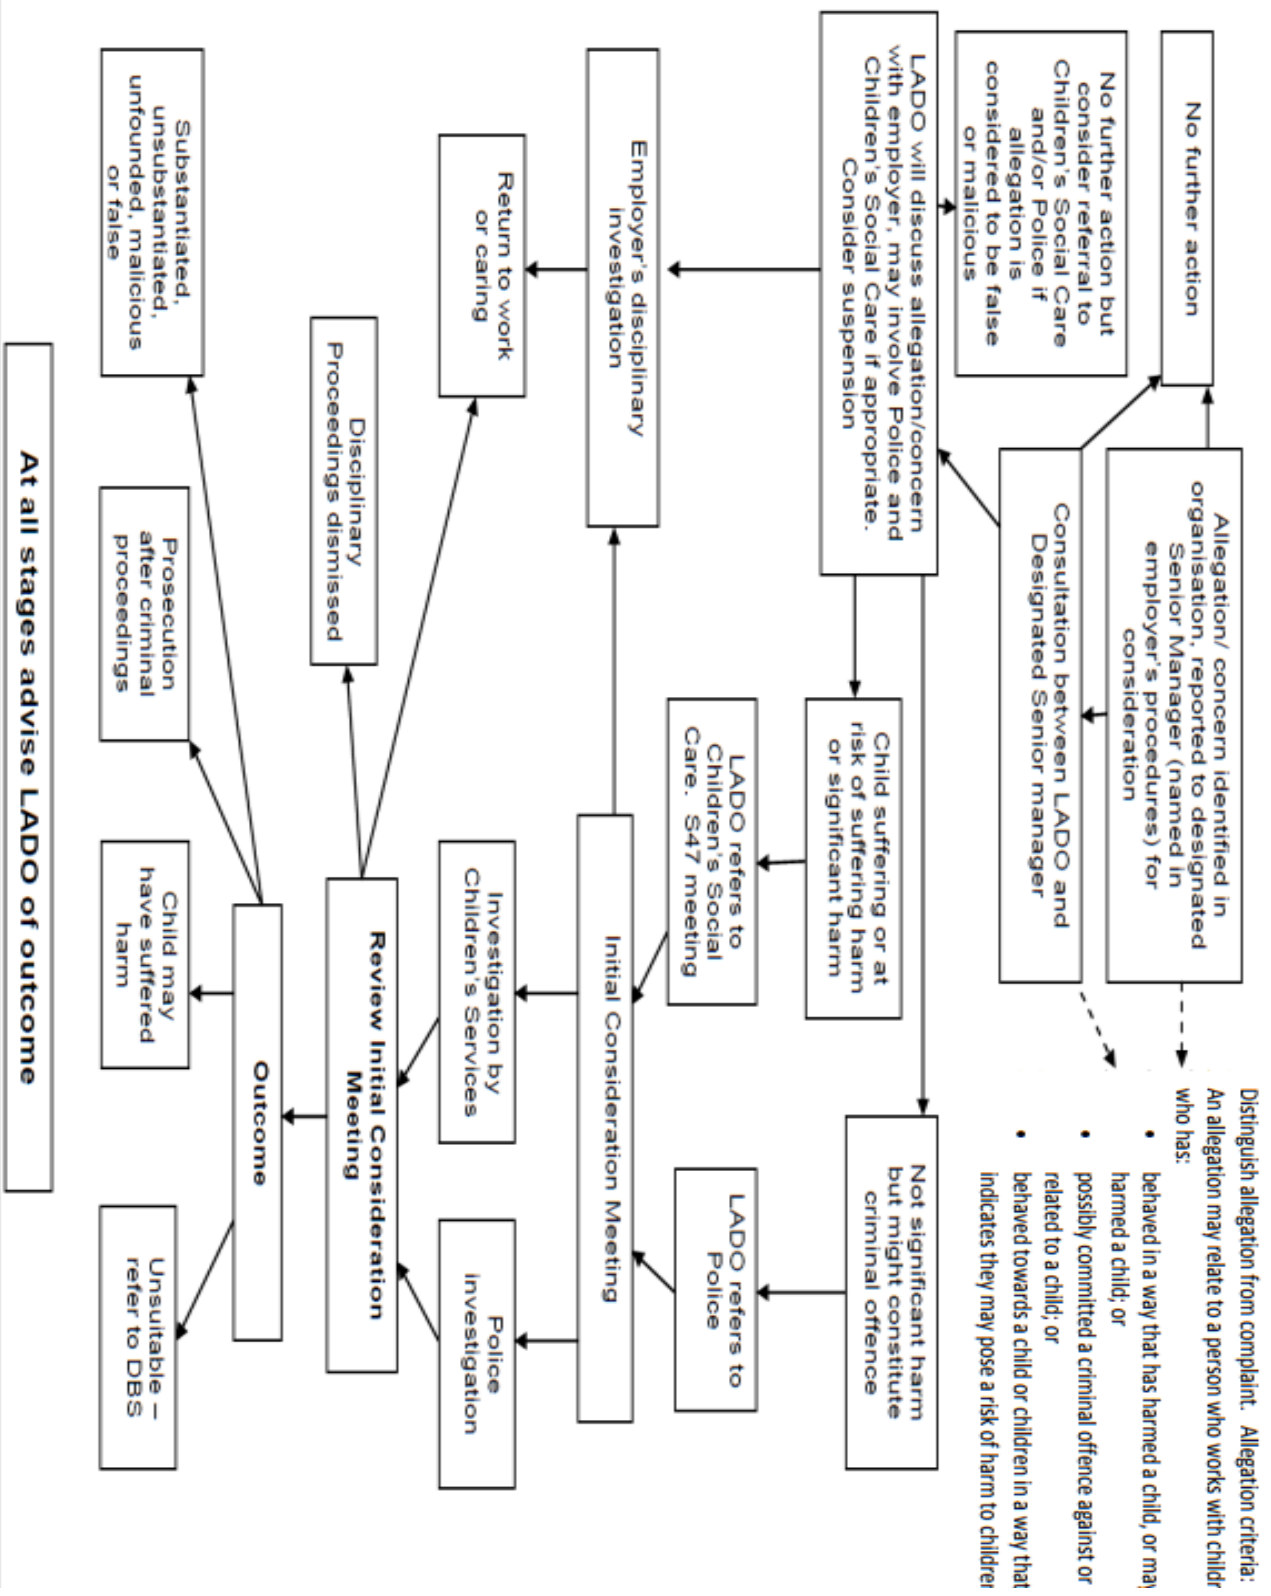 No further action
Allegation/ concern identified in
organisation, reported to designated
Senior Manager (named in
employer's procedures) for
consideration
Distinguish allegation from complaint. Allegation criteria:
An allegation may relate to a person who works with
who has:
• behaved in a way that has harmed a child, or may
harmed a child; or
• possibly committed a criminal offence against or
related to a child; or
• behaved towards a child or children in a way that
indicates they may pose a risk of harm to
No further action but
consider referral to
Children's Social Care
and/or Police if
allegation is
considered to be false
or malicious
Consultation between LADO and
Designated Senior manager
LADO will discuss allegation/concern
with employer, may involve Police and
Children's Social Care if appropriate.
Consider suspension
Child suffering or at
risk of suffering harm
or significant harm
Not significant harm
but might constitute
criminal offence
LADO refers to
Children's Social
Care. S47 meeting
LADO refers to
Police
Employer's disciplinary
investigation
Initial Consideration Meeting
Return to work
or caring
Investigation by
Children's Services
Police
investigation
Disciplinary
Proceedings dismissed
Review Initial Consideration
Meeting
Outcome
Substantiated,
unsubstantiated,
unfounded, malicious
or false
Prosecution
after criminal
proceedings
Child may
have suffered
harm
Unsuitable –
refer to DBS
At all stages advise LADO of outcome